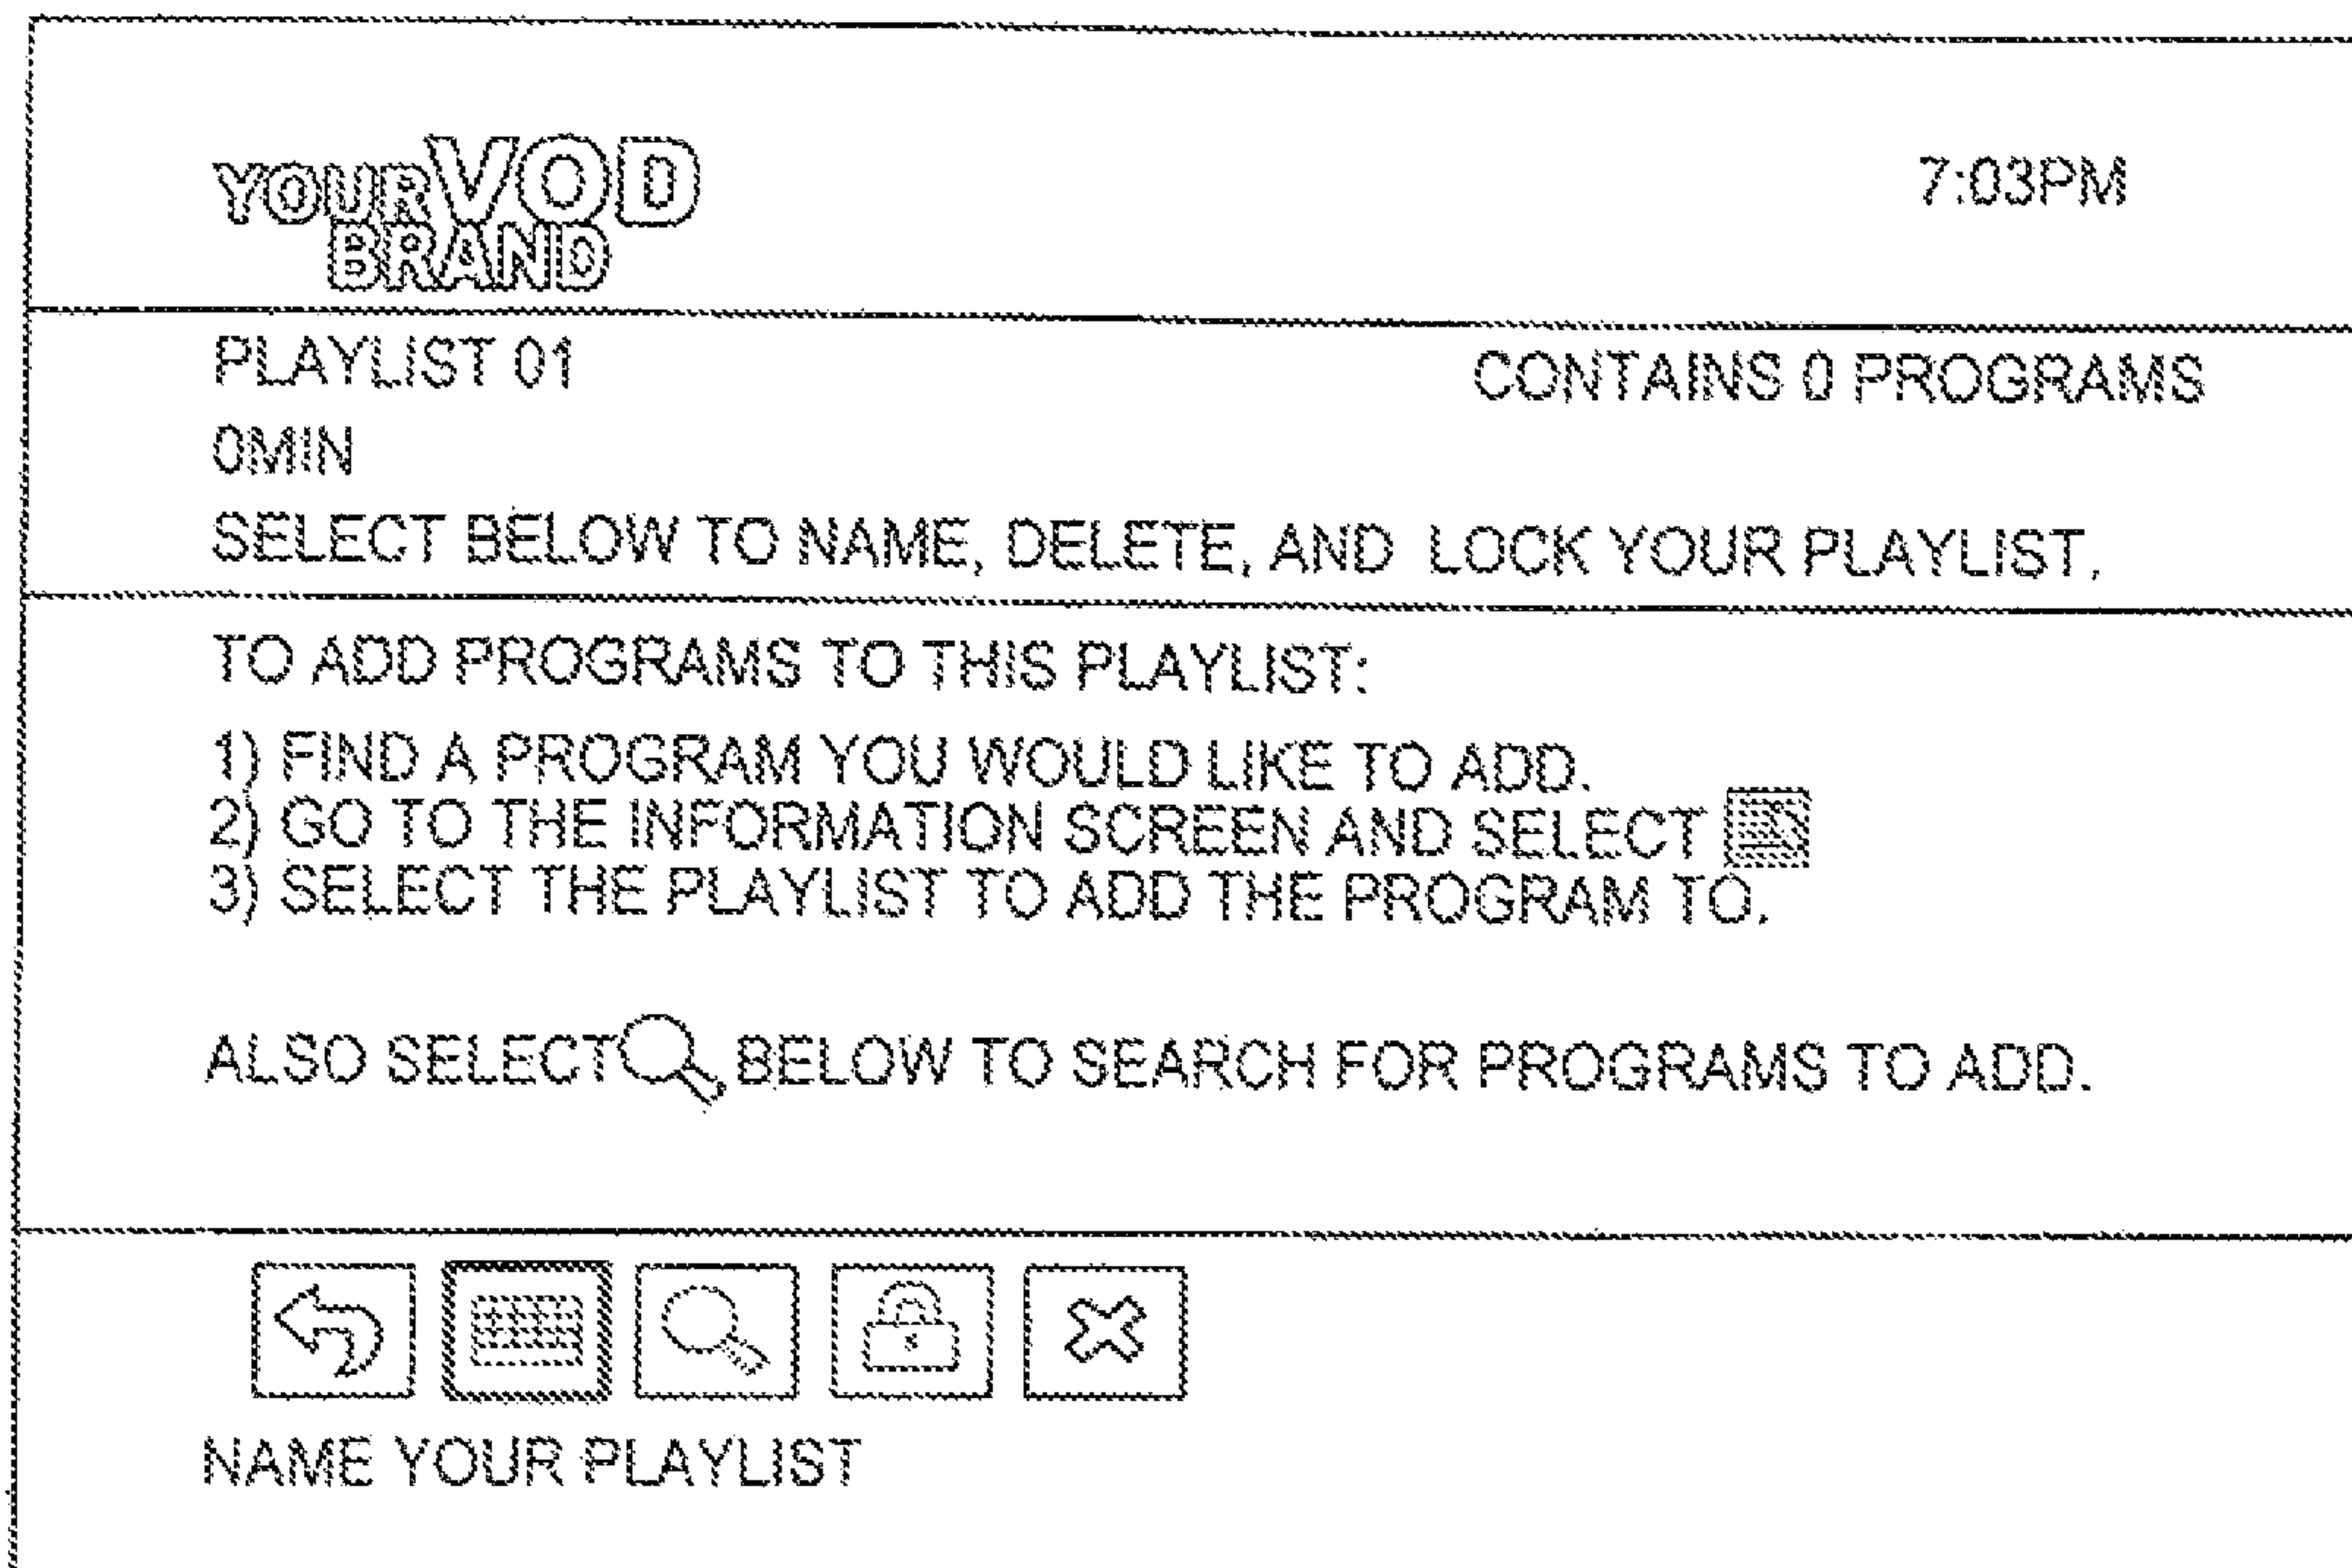 YOUR VOD
BRAND
7:03PM
PLAYLIST 01
CONTAINS 0 PROGRAMS
0MIN
SELECT BELOW TO NAME, DELETE, AND LOCK YOUR PLAYLIST.
TO ADD PROGRAMS TO THIS PLAYLIST:
1) FIND A PROGRAM YOU WOULD LIKE TO ADD.
2) GO TO THE INFORMATION SCREEN AND SELECT
3) SELECT THE PLAYLIST TO ADD THE PROGRAM TO.
ALSO SELECT BELOW TO SEARCH FOR PROGRAMS TO ADD.
NAME YOUR PLAYLIST